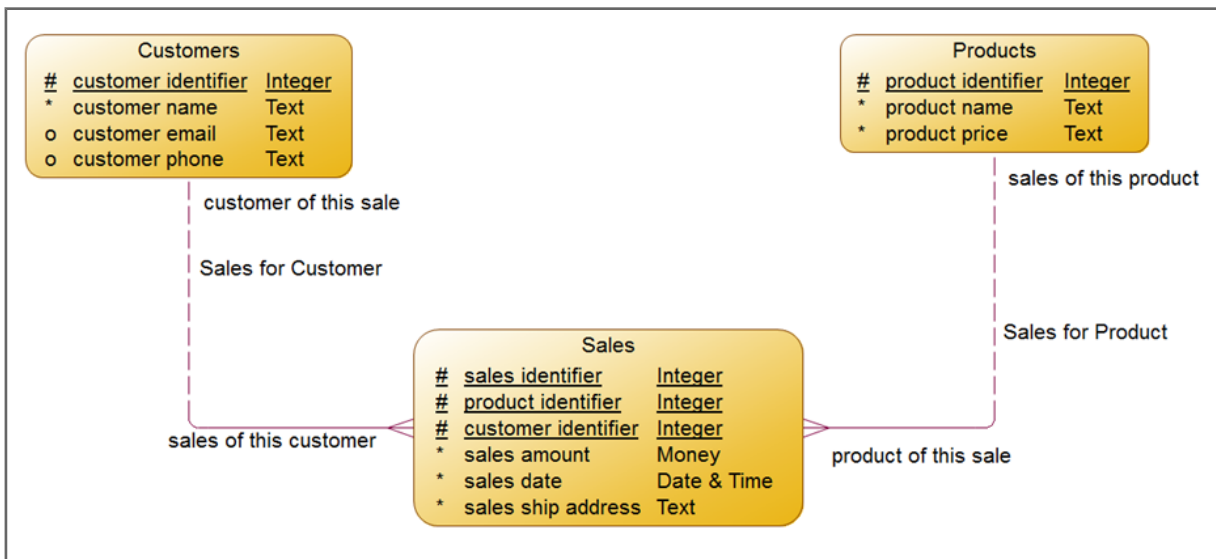 Customers
# customer identifier Integer
* customer name Text
o customer email Text
o customer phone Text
Products
# product identifier Integer
* product name Text
* product price Text
customer of this sale
sales of this product
Sales for Customer
Sales for Product
Sales
# sales identifier Integer
# product identifier Integer
# customer identifier Integer
* sales amount Money
* sales date Date & Time
* sales ship address Text
sales of this customer
product of this sale